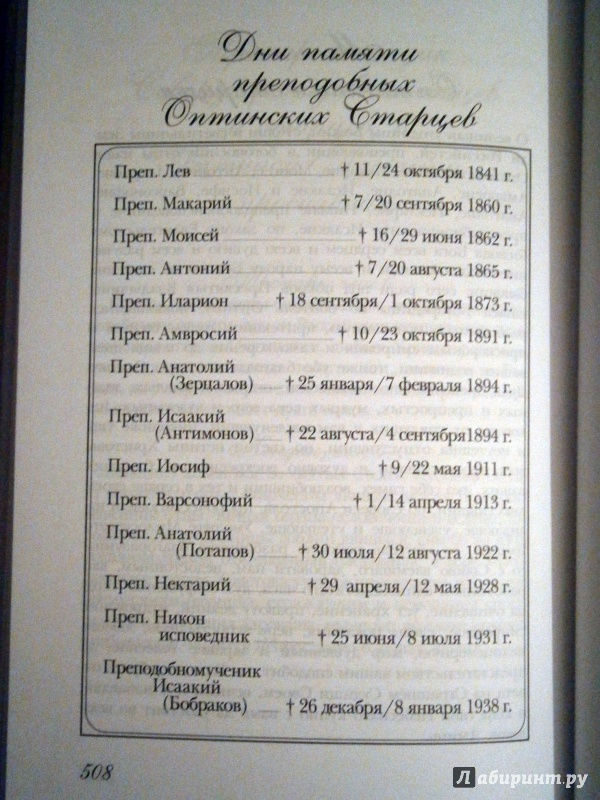 Дни памяти
преподобных
Оптинских Старцев
Преп. Лев † 11/24 октября 1841 г.
Преп. Макарий † 7/20 сентября 1860 г.
Преп. Моисей † 16/29 июня 1862 г.
Преп. Антоний † 7/20 августа 1865 г.
Преп. Иларион † 18 сентября/1 октября 1873 г.
Преп. Амвросий † 10/23 октября 1891 г.
Преп. Анатолий
(Зерцалов) † 25 января/7 февраля 1894 г.
Преп. Исаакий
(Антимонов) † 22 августа/4 сентября1894 г.
Преп. Иосиф † 9/22 мая 1911 г.
Преп. Варсонофий † 1/14 апреля 1913 г.
Преп. Анатолий
(Потапов) † 30 июля/12 августа 1922 г.
Преп. Нектарий † 29 апреля/12 мая 1928 г.
Преп. Никон
исповедник † 25 июня/8 июля 1931 г.
Преподобномученик
Исаакий
(Бобраков) † 26 декабря/8 января 1938 г.
508
Лабиринт.ру